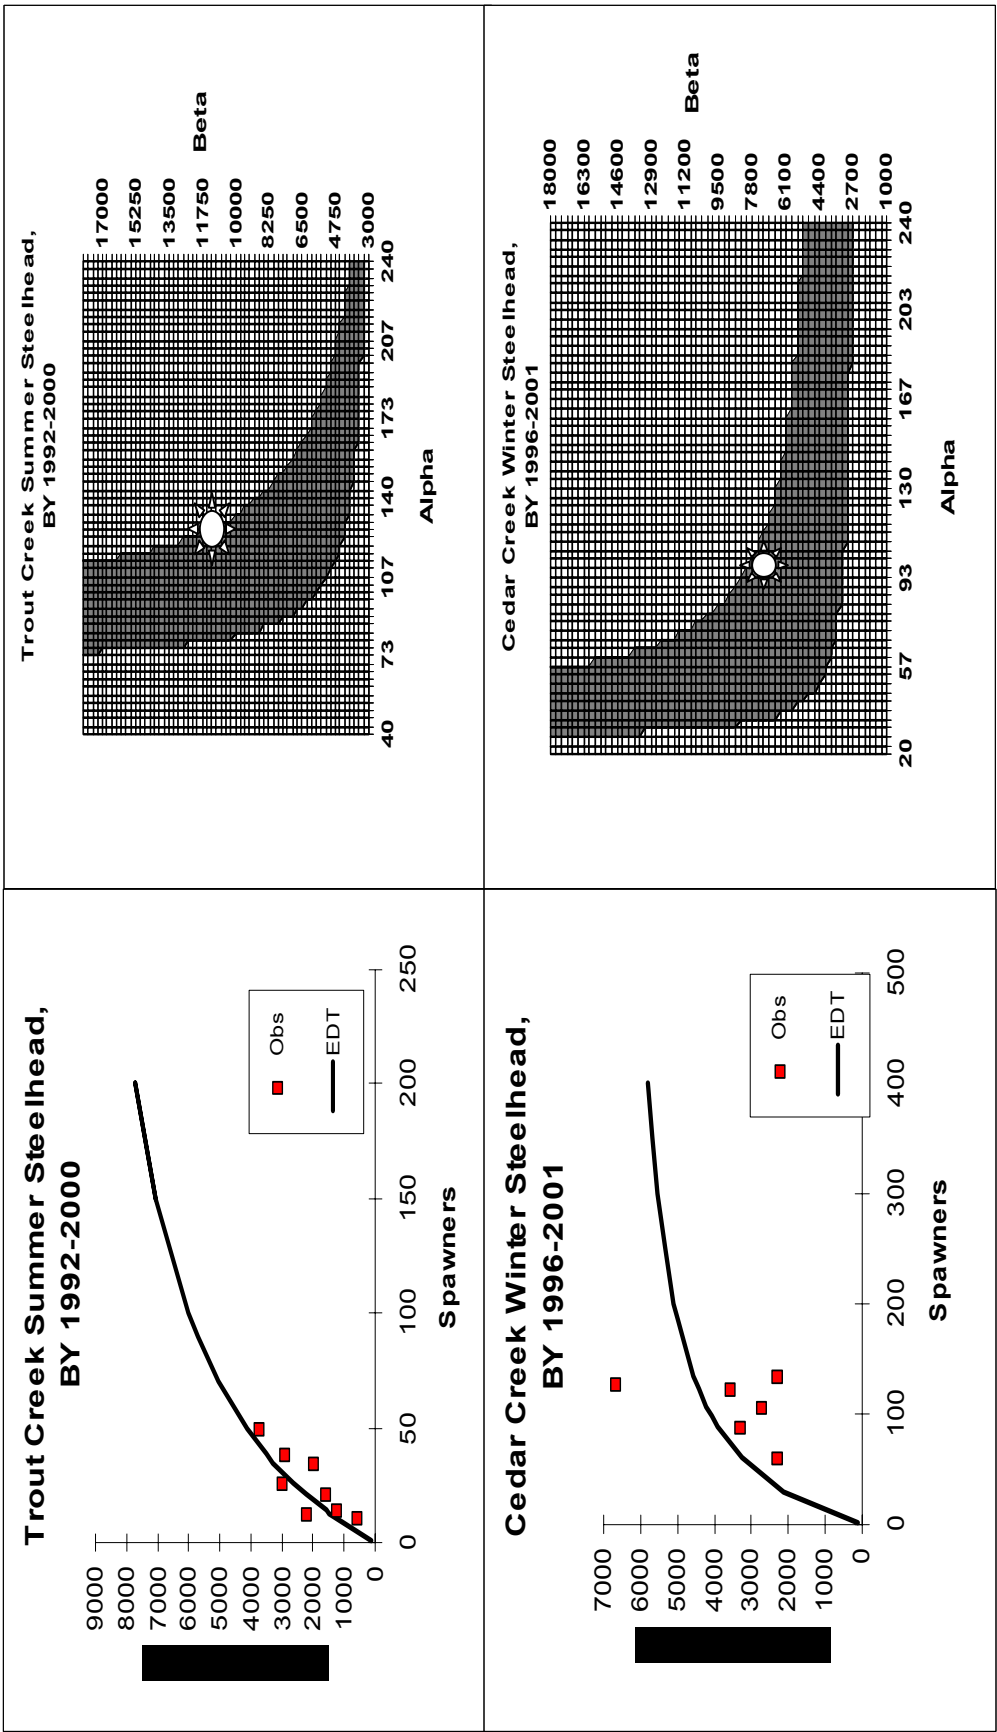 Trout Creek Summer Steelhead,
BY 1992-2000
9000
8000
7000
6000
5000
4000
3000
2000
1000
0
0 50 100 150 200 250
Spawners
Obs
EDT
Trout Creek Summer Steelhead,
BY 1992-2000
17000
15250
13500
11750
10000
8250
6500
4750
3000
Beta
40 73 107 140 173 207 240
Alpha
Cedar Creek Winter Steelhead,
BY 1996-2001
7000
6000
5000
4000
3000
2000
1000
0
0 100 200 300 400 500
Spawners
Obs
EDT
Cedar Creek Winter Steelhead,
BY 1996-2001
18000
16300
14600
12900
11200
9500
7800
6100
4400
2700
1000
Beta
20 57 93 130 167 203 240
Alpha